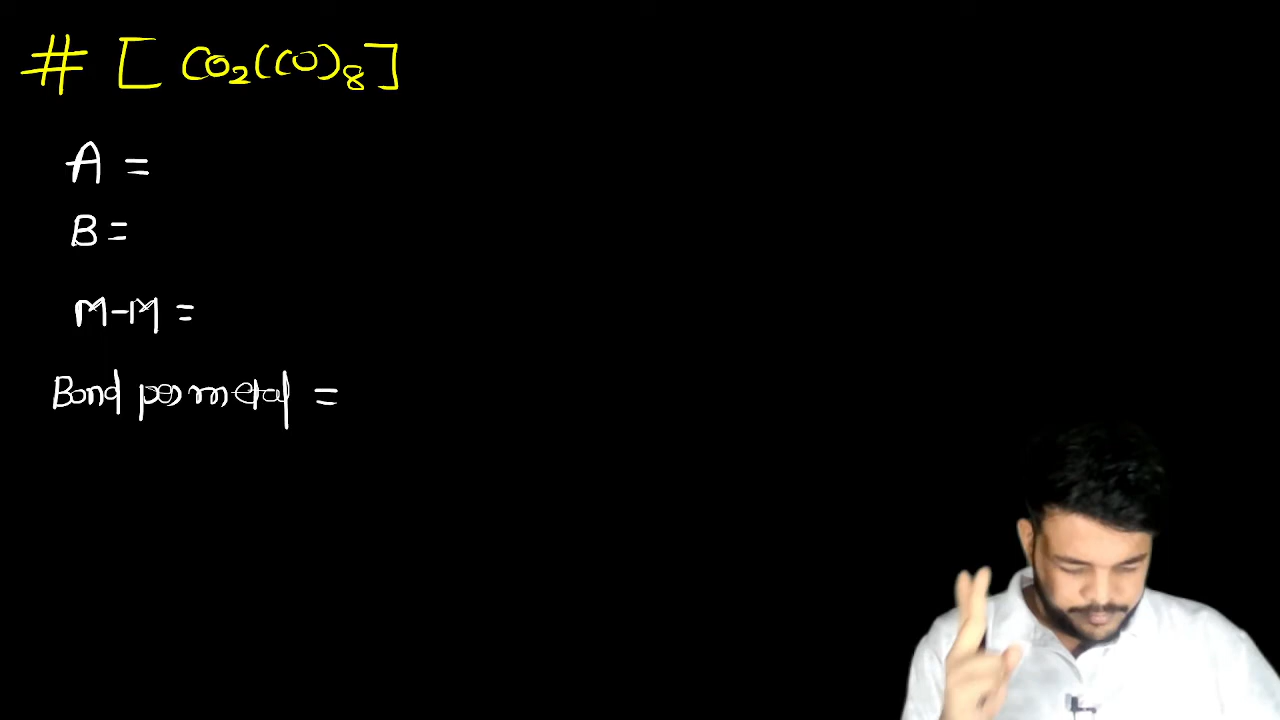 # [CO2(CO)8]
A =
B =
M-M =
Bond per metal =